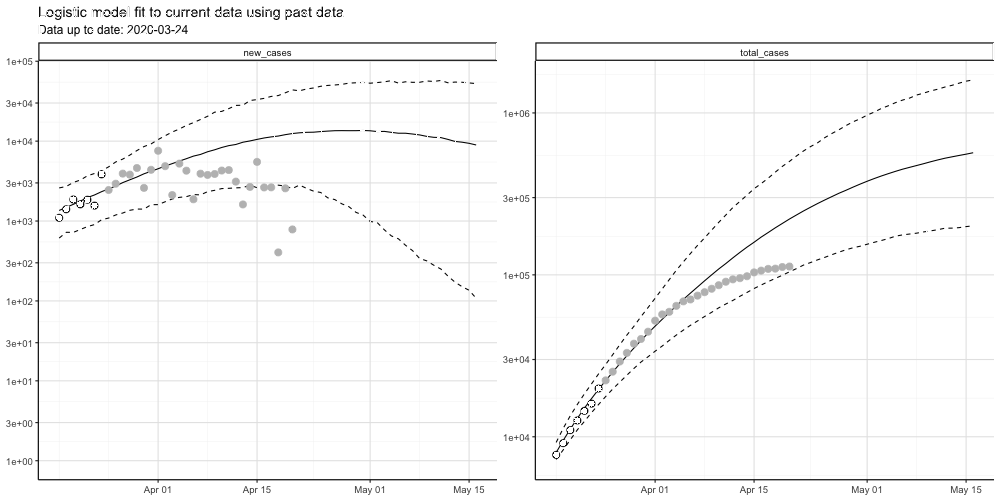 Logistic model fit to current data using past data
Data up to date: 2020-03-24
new_cases
total_cases
1e+05
3e+04
1e+04
3e+03
1e+03
3e+02
1e+02
3e+01
1e+01
3e+00
1e+00
1e+06
3e+05
1e+05
3e+04
1e+04
Apr 01
Apr 15
May 01
May 15
Apr 01
Apr 15
May 01
May 15